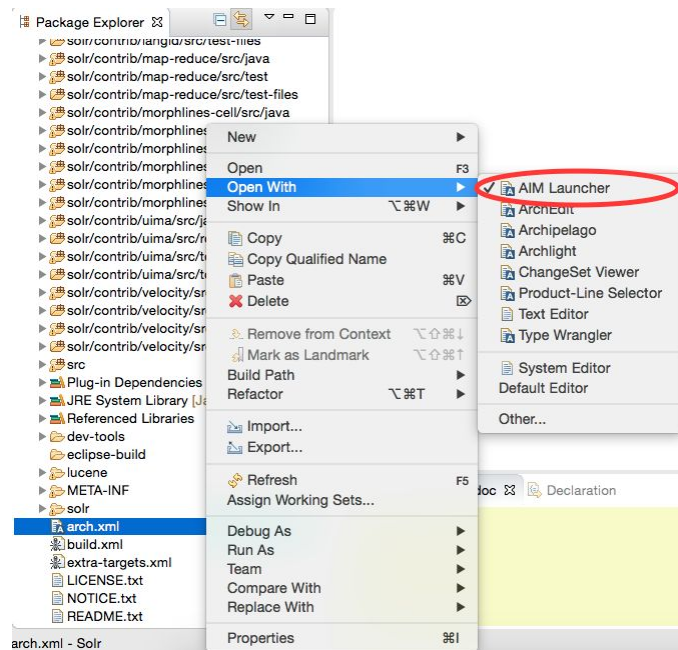 Package Explorer
solr/contrib/langid/src/test-files
solr/contrib/map-reduce/src/java
solr/contrib/map-reduce/src/test
solr/contrib/map-reduce/src/test-files
solr/contrib/morphlines-cell/src/java
solr/contrib/morphlines
solr/contrib/morphlines
solr/contrib/morphlines
solr/contrib/morphlines
solr/contrib/uima/src/ja
solr/contrib/uima/src/re
solr/contrib/uima/src/te
solr/contrib/uima/src/te
solr/contrib/velocity/sr
solr/contrib/velocity/sr
solr/contrib/velocity/sr
solr/contrib/velocity/sr
src
Plug-in Dependencies
JRE System Library [Ja
Referenced Libraries
dev-tools
eclipse-build
lucene
META-INF
solr
arch.xml
build.xml
extra-targets.xml
LICENSE.txt
NOTICE.txt
README.txt
arch.xml - Solr
New
Open F3
Open With
Show In ⌥⌘W
Copy ⌘C
Copy Qualified Name
Paste ⌘V
Delete ⌦
Remove from Context ⌥⇧⌘↓
Mark as Landmark ⌥⇧⌘↑
Build Path
Refactor ⌥⌘T
Import...
Export...
Refresh F5
Assign Working Sets...
Debug As
Run As
Team
Compare With
Replace With
Properties ⌘I
✓ AIM Launcher
ArchEdit
Archipelago
Archlight
ChangeSet Viewer
Product-Line Selector
Text Editor
Type Wrangler
System Editor
Default Editor
Other...
doc
Declaration